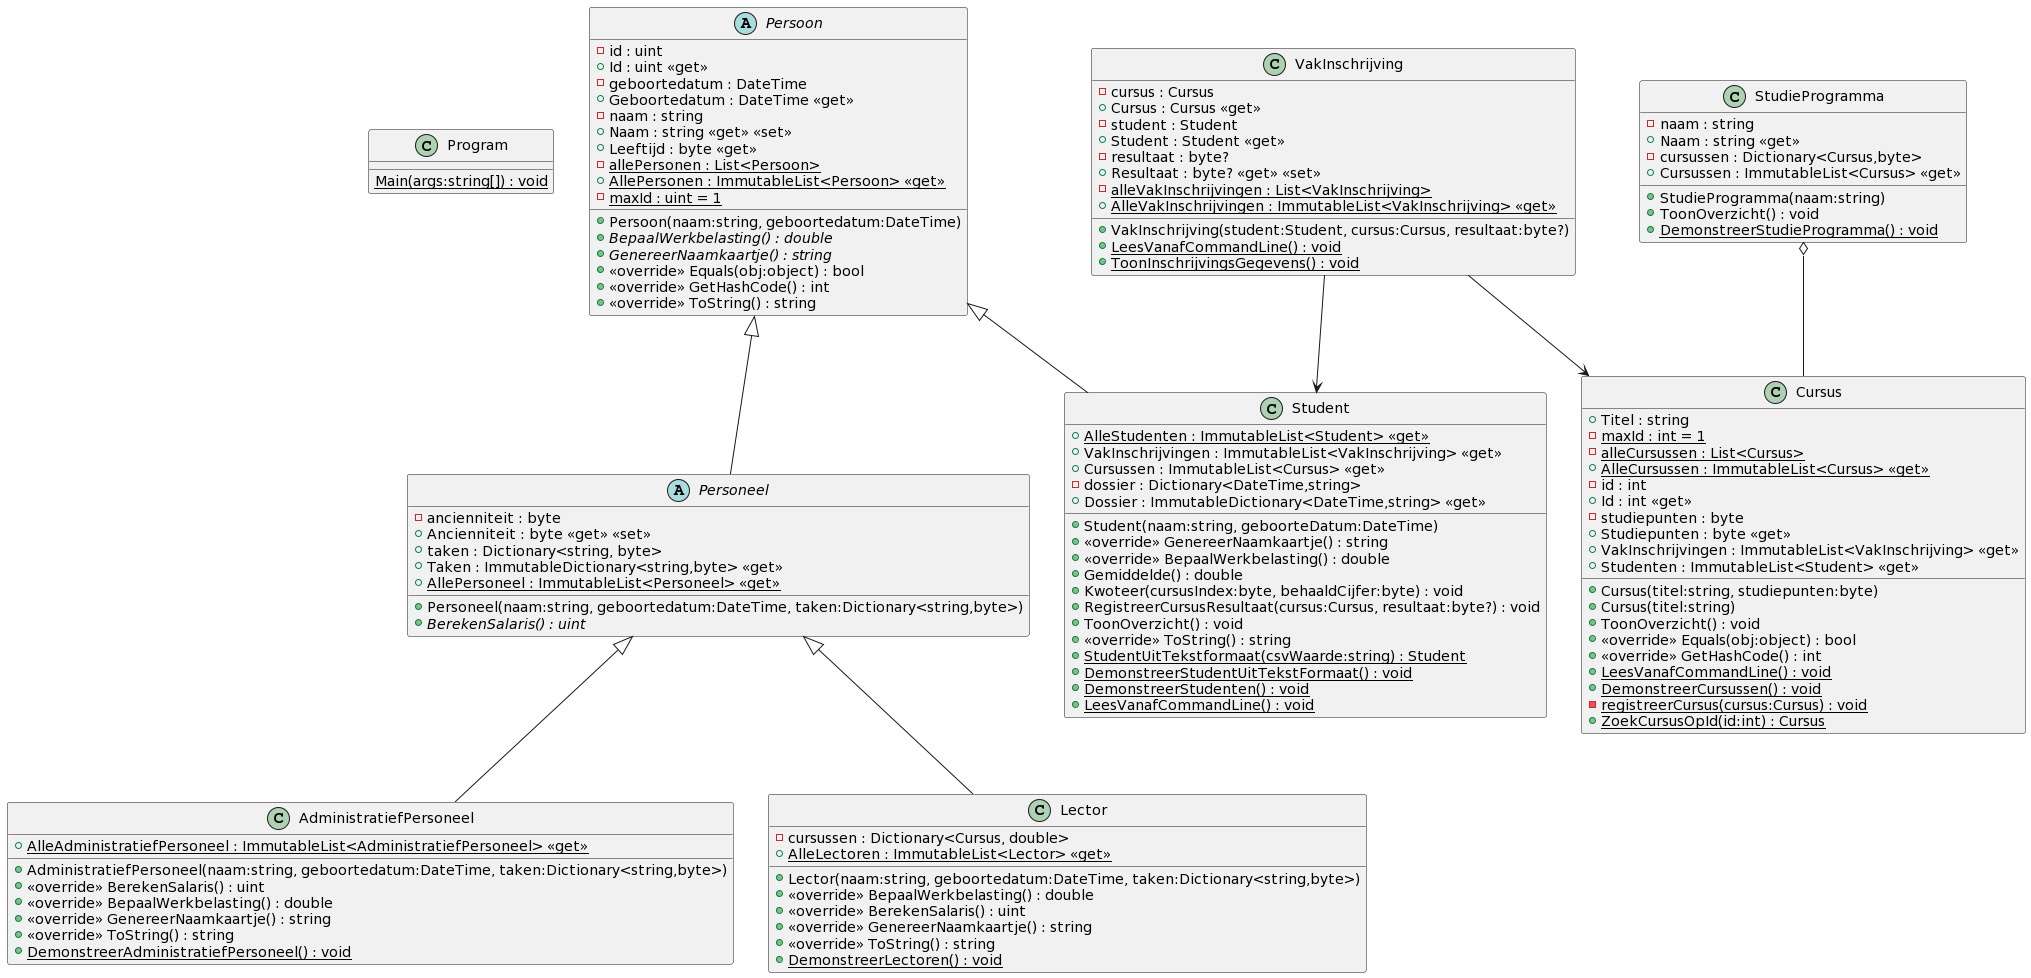 Persoon
id : uint
Id : uint «get»
geboortedatum : DateTime
Geboortedatum : DateTime «get»
naam : string
Naam : string «get» «set»
Leeftijd : byte «get»
allePersonen : List<Persoon>
AllePersonen : ImmutableList<Persoon> «get»
maxId : uint = 1
Persoon(naam:string, geboortedatum:DateTime)
BepaalWerkbelasting() : double
GenereerNaamkaartje() : string
«override» Equals(obj:object) : bool
«override» GetHashCode() : int
«override» ToString() : string
VakInschrijving
cursus : Cursus
Cursus : Cursus «get»
student : Student
Student : Student «get»
resultaat : byte?
Resultaat : byte? «get» «set»
alleVakInschrijvingen : List<VakInschrijving>
AlleVakInschrijvingen : ImmutableList<VakInschrijving> «get»
VakInschrijving(student:Student, cursus:Cursus, resultaat:byte?)
LeesVanafCommandLine() : void
ToonInschrijvingsGegevens() : void
StudieProgramma
naam : string
Naam : string «get»
cursussen : Dictionary<Cursus,byte>
Cursussen : ImmutableList<Cursus> «get»
StudieProgramma(naam:string)
ToonOverzicht() : void
DemonstreerStudieProgramma() : void
Program
Main(args:string[]) : void
Student
AlleStudenten : ImmutableList<Student> «get»
VakInschrijvingen : ImmutableList<VakInschrijving> «get»
Cursussen : ImmutableList<Cursus> «get»
dossier : Dictionary<DateTime,string>
Dossier : ImmutableDictionary<DateTime,string> «get»
Student(naam:string, geboorteDatum:DateTime)
«override» GenereerNaamkaartje() : string
«override» BepaalWerkbelasting() : double
Gemiddelde() : double
Kwoteer(cursusIndex:byte, behaaldCijfer:byte) : void
RegistreerCursusResultaat(cursus:Cursus, resultaat:byte?) : void
ToonOverzicht() : void
«override» ToString() : string
StudentUitTekstformaat(csvWaarde:string) : Student
DemonstreerStudentUitTekstFormaat() : void
DemonstreerStudenten() : void
LeesVanafCommandLine() : void
Cursus
Titel : string
maxId : int = 1
alleCursussen : List<Cursus>
AlleCursussen : ImmutableList<Cursus> «get»
id : int
Id : int «get»
studiepunten : byte
Studiepunten : byte «get»
VakInschrijvingen : ImmutableList<VakInschrijving> «get»
Studenten : ImmutableList<Student> «get»
Cursus(titel:string, studiepunten:byte)
Cursus(titel:string)
ToonOverzicht() : void
«override» Equals(obj:object) : bool
«override» GetHashCode() : int
LeesVanafCommandLine() : void
DemonstreerCursussen() : void
registreerCursus(cursus:Cursus) : void
ZoekCursusOpId(id:int) : Cursus
Personeel
ancienniteit : byte
Ancienniteit : byte «get» «set»
taken : Dictionary<string, byte>
Taken : ImmutableDictionary<string,byte> «get»
AllePersoneel : ImmutableList<Personeel> «get»
Personeel(naam:string, geboortedatum:DateTime, taken:Dictionary<string,byte>)
BerekenSalaris() : uint
AdministratiefPersoneel
AlleAdministratiefPersoneel : ImmutableList<AdministratiefPersoneel> «get»
AdministratiefPersoneel(naam:string, geboortedatum:DateTime, taken:Dictionary<string,byte>)
«override» BerekenSalaris() : uint
«override» BepaalWerkbelasting() : double
«override» GenereerNaamkaartje() : string
«override» ToString() : string
DemonstreerAdministratiefPersoneel() : void
Lector
cursussen : Dictionary<Cursus, double>
AlleLectoren : ImmutableList<Lector> «get»
Lector(naam:string, geboortedatum:DateTime, taken:Dictionary<string,byte>)
«override» BepaalWerkbelasting() : double
«override» BerekenSalaris() : uint
«override» GenereerNaamkaartje() : string
«override» ToString() : string
DemonstreerLectoren() : void